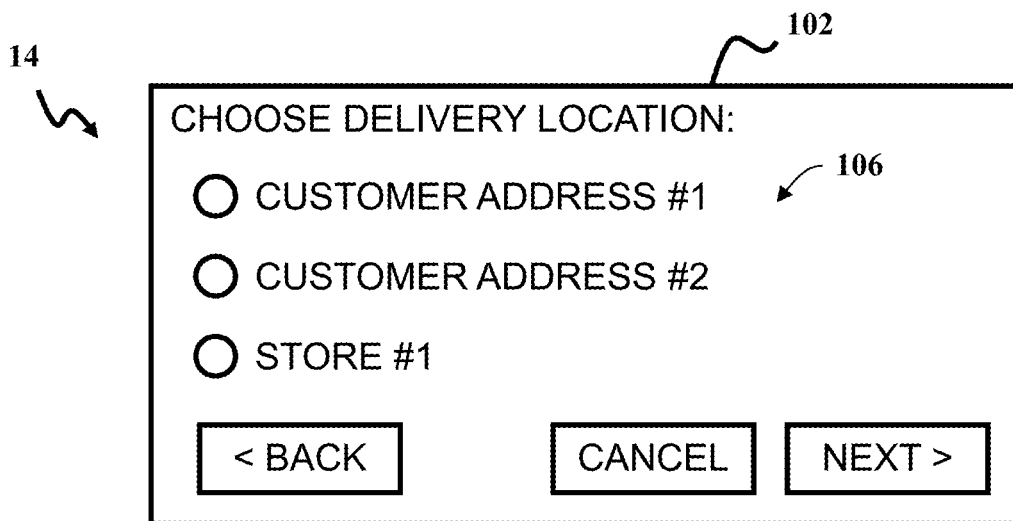 102
14
CHOOSE DELIVERY LOCATION:
106
CUSTOMER ADDRESS #1
CUSTOMER ADDRESS #2
STORE #1
< BACK CANCEL NEXT >